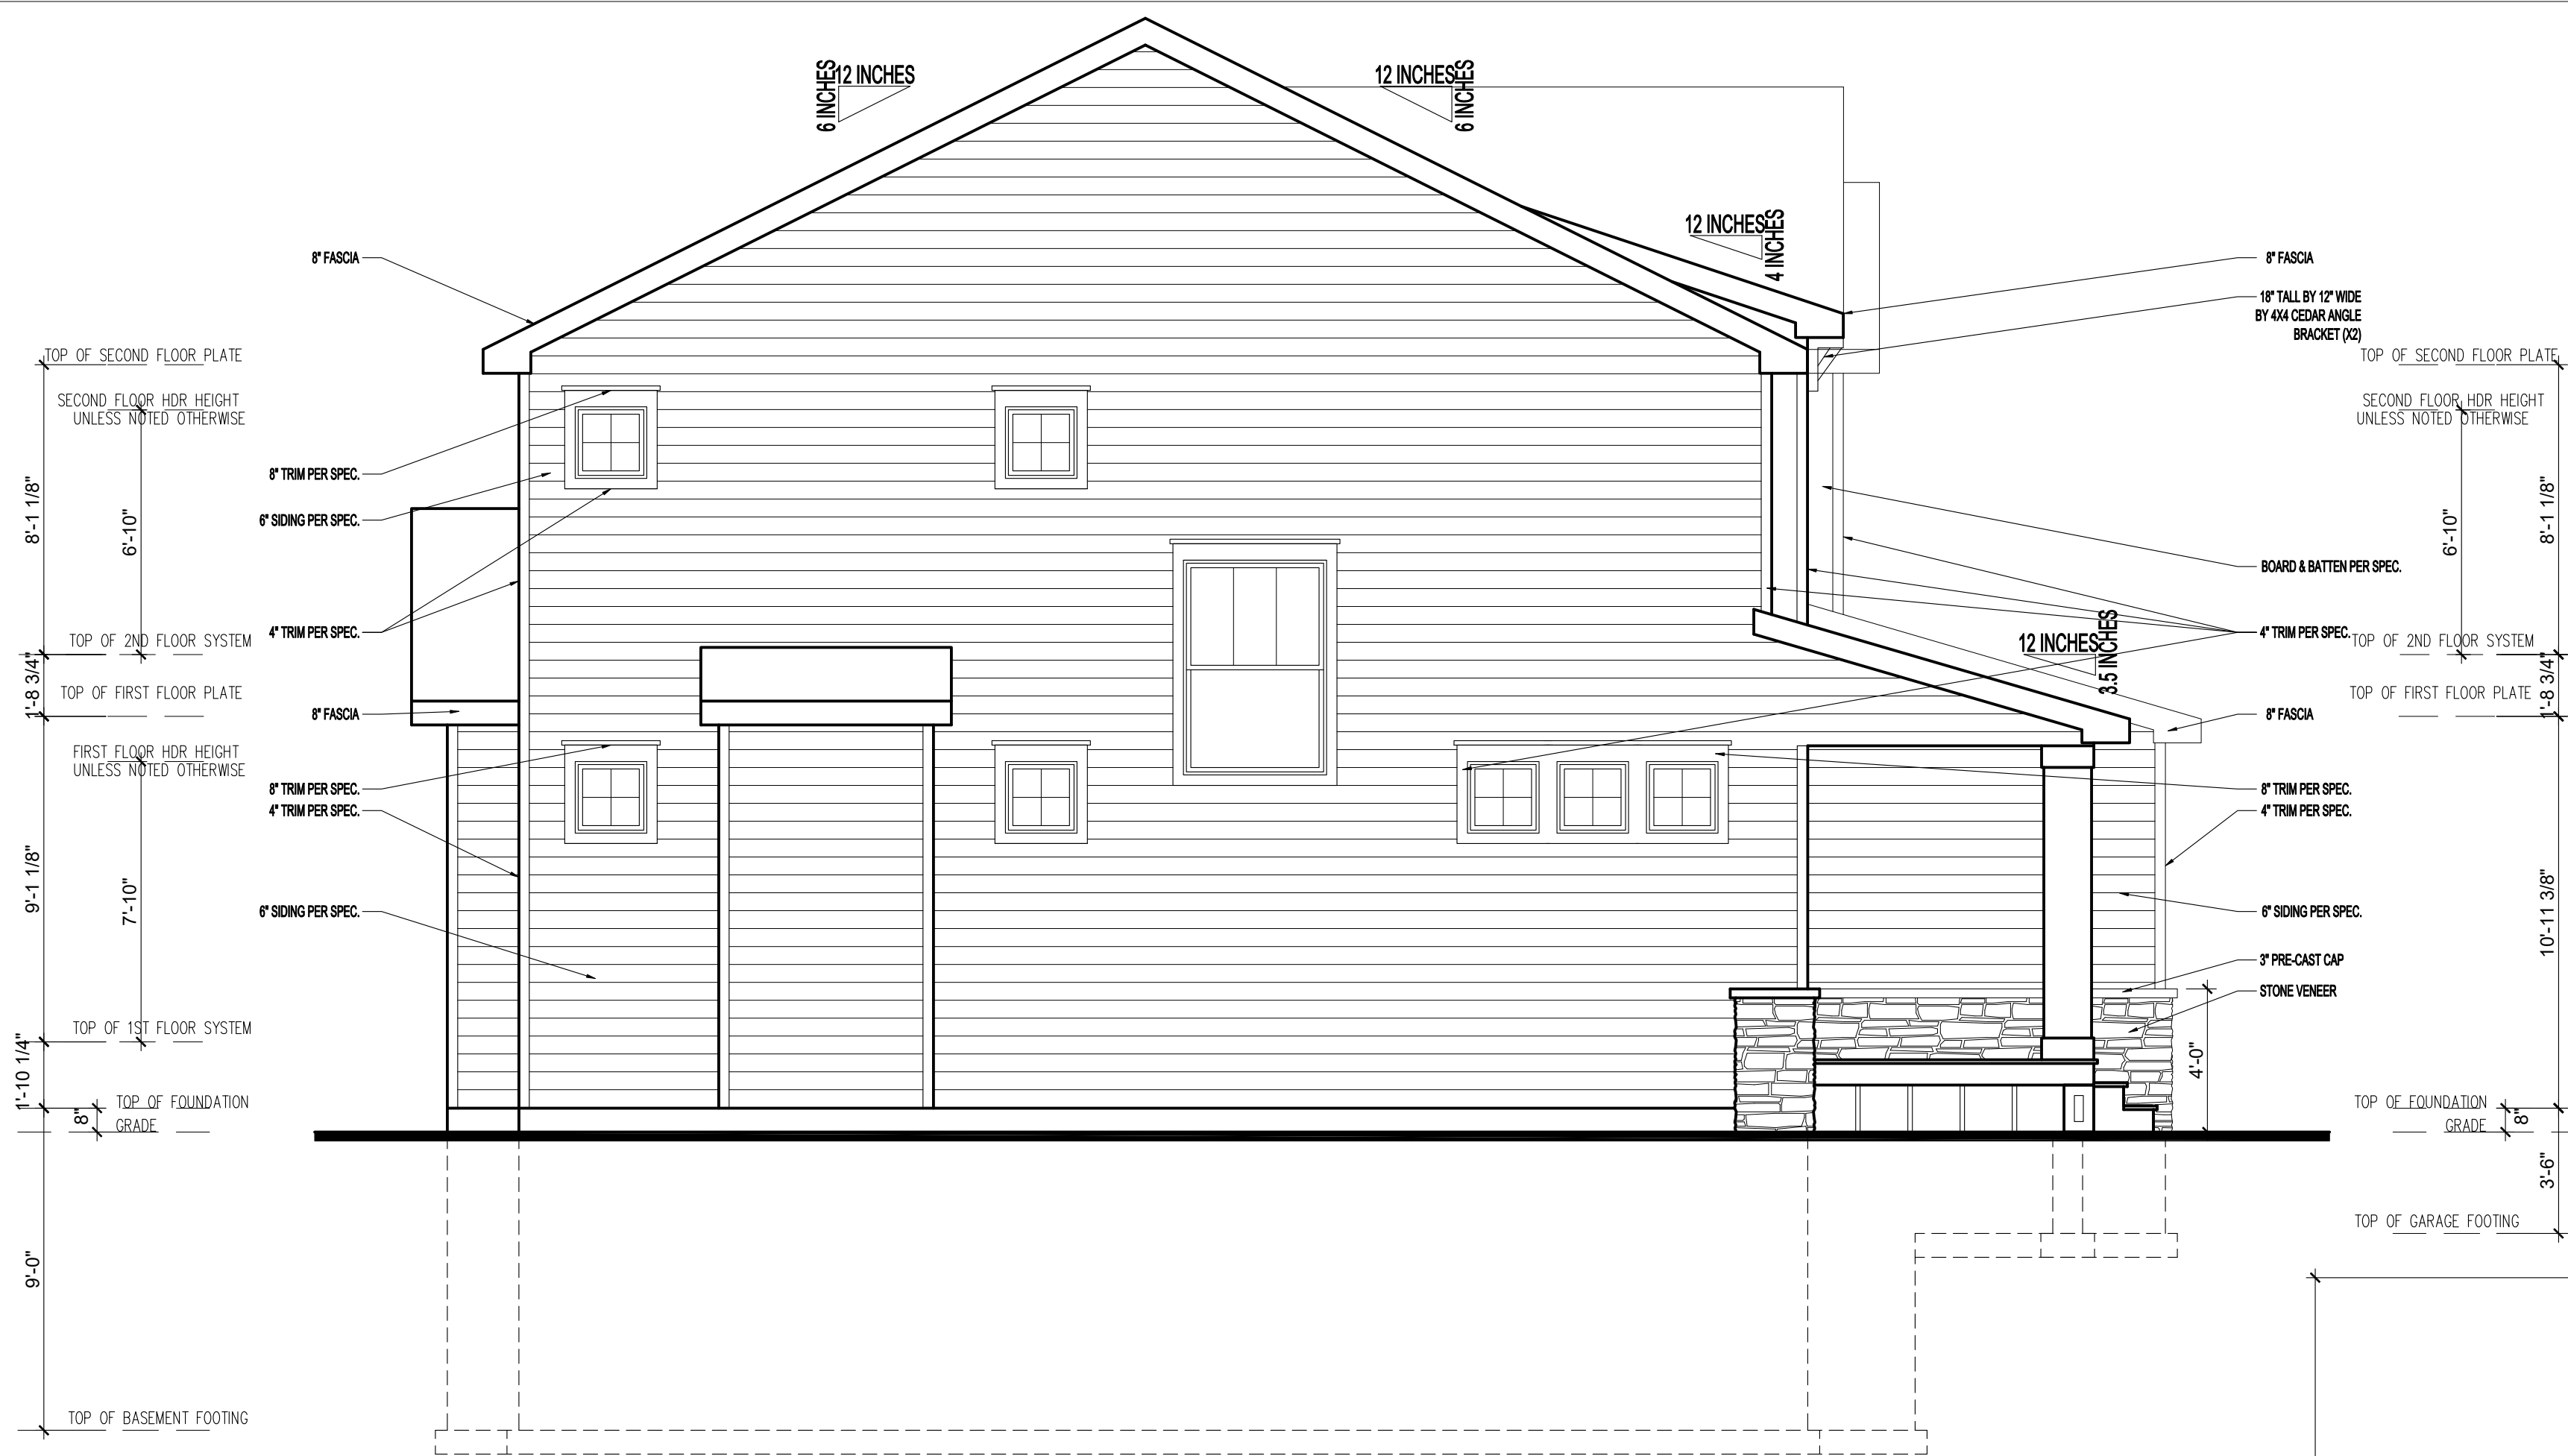 12 INCHES
6 INCHES
12 INCHES
6 INCHES
12 INCHES
4 INCHES
8" FASCIA
8" FASCIA
18" TALL BY 12" WIDE
BY 4X4 CEDAR ANGLE
BRACKET (X2)
TOP OF SECOND FLOOR PLATE
TOP OF SECOND FLOOR PLATE
SECOND FLOOR HDR HEIGHT
UNLESS NOTED OTHERWISE
SECOND FLOOR HDR HEIGHT
UNLESS NOTED OTHERWISE
8" TRIM PER SPEC.
6" SIDING PER SPEC.
8'-1 1/8"
6'-10"
6'-10"
8'-1 1/8"
BOARD & BATTEN PER SPEC.
4" TRIM PER SPEC.
4" TRIM PER SPEC.
TOP OF 2ND FLOOR SYSTEM
TOP OF 2ND FLOOR SYSTEM
12 INCHES
3.5 INCHES
1'-8 3/4"
1'-8 3/4"
TOP OF FIRST FLOOR PLATE
TOP OF FIRST FLOOR PLATE
8" FASCIA
8" FASCIA
FIRST FLOOR HDR HEIGHT
UNLESS NOTED OTHERWISE
8" TRIM PER SPEC.
4" TRIM PER SPEC.
8" TRIM PER SPEC.
4" TRIM PER SPEC.
9'-1 1/8"
7'-10"
6" SIDING PER SPEC.
6" SIDING PER SPEC.
10'-11 3/8"
3" PRE-CAST CAP
STONE VENEER
TOP OF 1ST FLOOR SYSTEM
1'-10 1/4"
4'-0"
TOP OF FOUNDATION
GRADE
8"
TOP OF FOUNDATION
GRADE
8"
3'-6"
TOP OF GARAGE FOOTING
9'-0"
TOP OF BASEMENT FOOTING